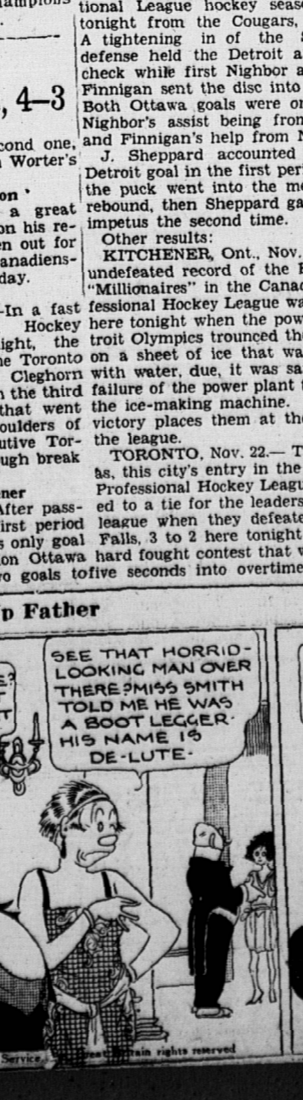 4–3
cond one,
Worter's
on
a great
on his re-
en out for
anadiens-
day.
-In a fast
Hockey
ight, the
Toronto
Cleghorn
the third
that went
oulders of
utive Tor-
ugh break
ner
After pass-
irst period
only goal
on Ottawa
o goals to
tional League hockey seas
tonight from the Cougars,
A tightening in of the
defense held the Detroit a
check while first Nighbor a
Finnigan sent the disc into
Both Ottawa goals were on
Nighbor's assist being from
and Finnigan's help from N
J. Sheppard accounted
Detroit goal in the first per
the puck went into the me
rebound, then Sheppard ga
impetus the second time.
Other results:
KITCHENER, Ont., Nov.
undefeated record of the
"Millionaires" in the Canad
fessional Hockey League wa
here tonight when the pow
troit Olympics trounced the
on a sheet of ice that wa
with water, due, it was sa
failure of the power plant
the ice-making machine.
victory places them at the
the league.
TORONTO, Nov. 22.— T
as, this city's entry in the
Professional Hockey Leagu
ed to a tie for the leaders
league when they defeate
Falls, 3 to 2 here tonight
hard fought contest that
five seconds into overtime
p Father
SEE THAT HORRID-
LOOKING MAN OVER
THERE? MISS SMITH
TOLD ME HE WAS
A BOOT LEGGER-
HIS NAME IS
DE-LUTE-
Service
rights reserved